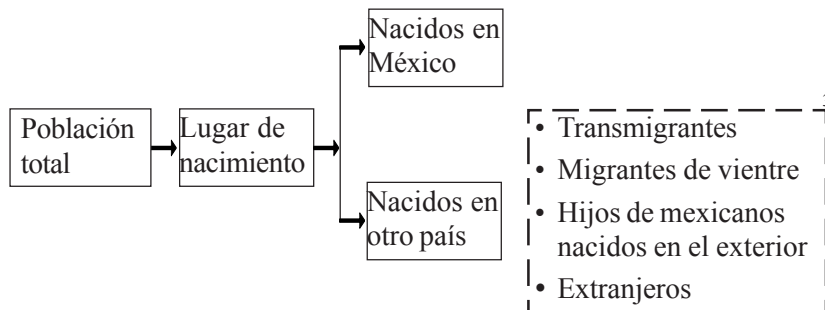 Nacidos en
México
Población
total
Lugar de
nacimiento
Nacidos en
otro país
• Transmigrantes
• Migrantes de vientre
• Hijos de mexicanos
nacidos en el exterior
• Extranjeros